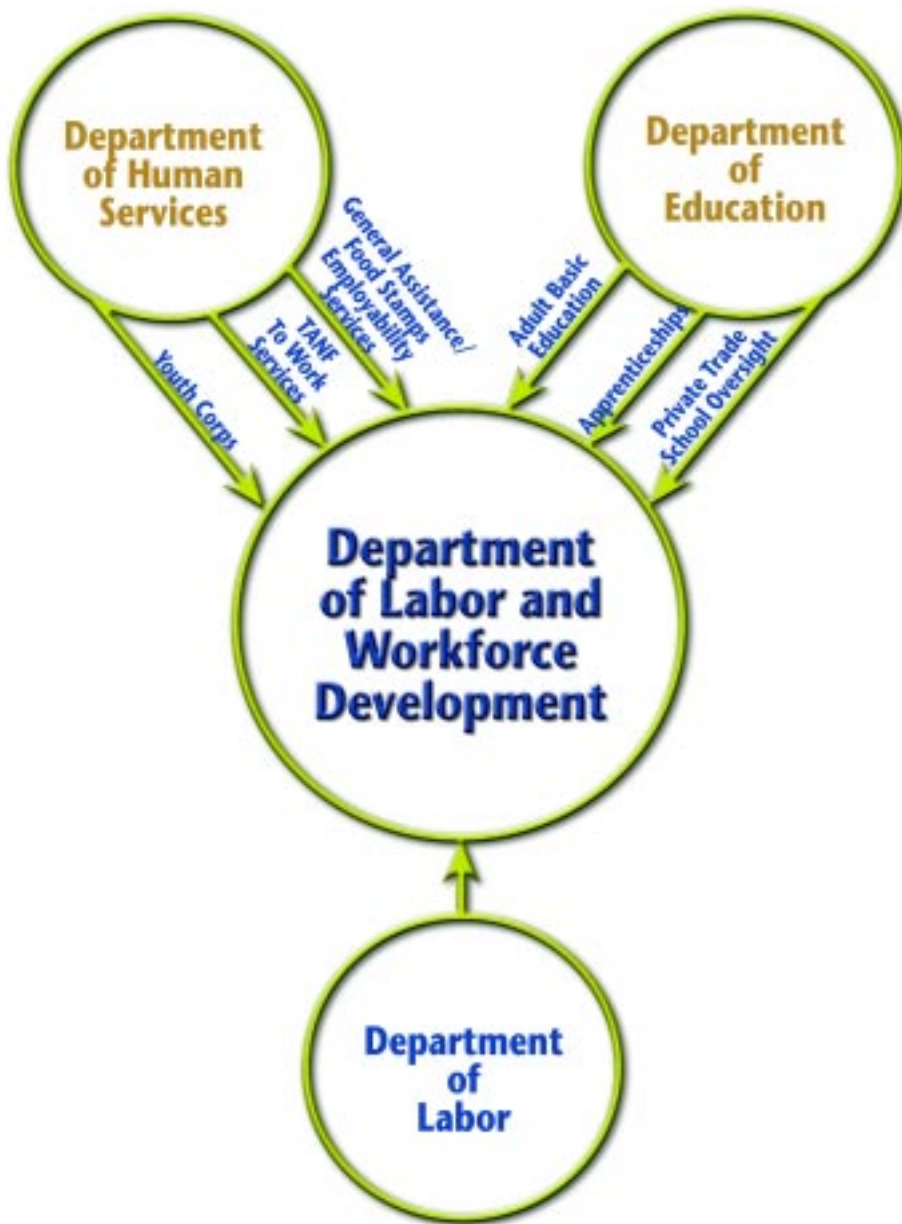 Department
of Human
Services
Department
of
Education
Youth Corps
TANF
To Work
Services
General Assistance/
Food Stamps
Employability
Services
Adult Basic
Education
Apprenticeships
Private Trade
School Oversight
Department
of Labor and
Workforce
Development
Department
of
Labor